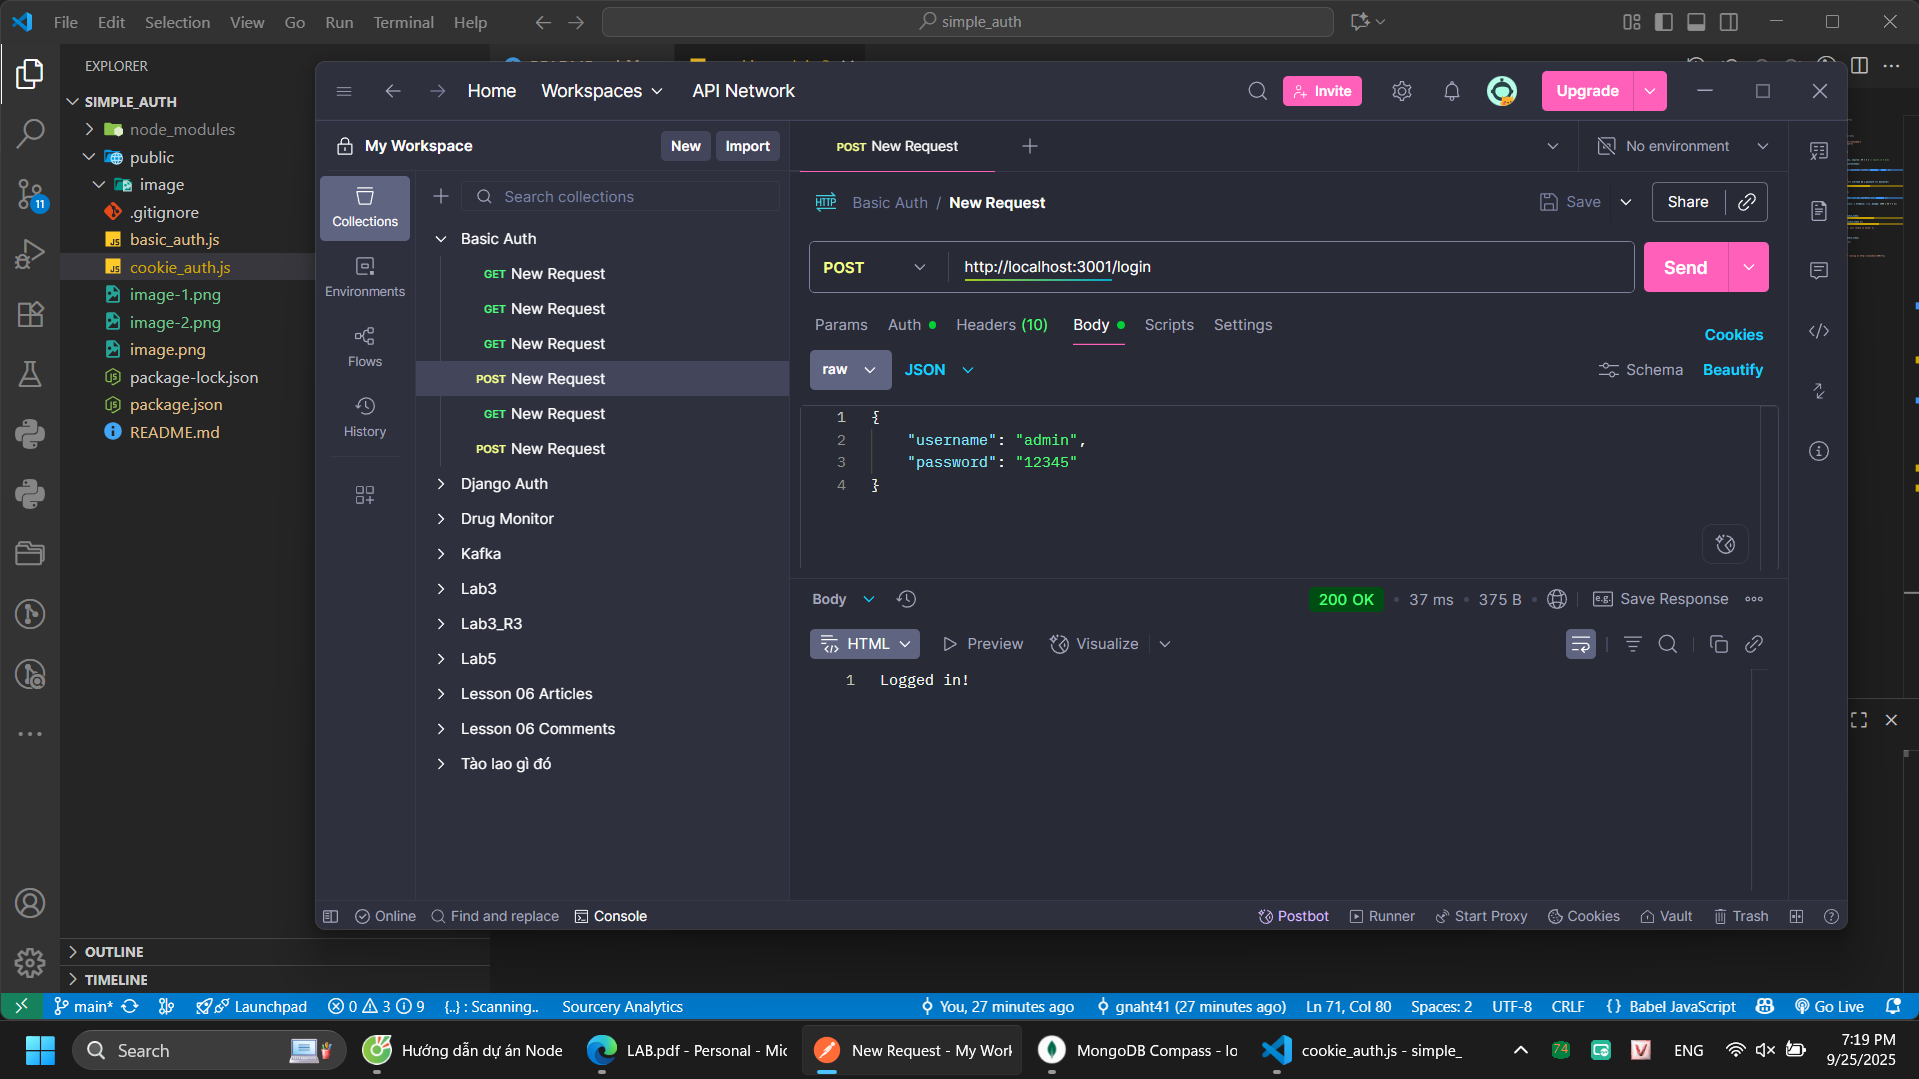 File Edit Selection View Go Run Terminal Help
simple_auth
EXPLORER
SIMPLE_AUTH
node_modules
public
image
.gitignore
basic_auth.js
cookie_auth.js
image-1.png
image-2.png
image.png
package-lock.json
package.json
README.md
11
OUTLINE
TIMELINE
Home Workspaces API Network
Invite
Upgrade
My Workspace
New
Import
POST New Request
No environment
Collections
Environments
Flows
History
Search collections
Basic Auth
GET New Request
GET New Request
GET New Request
POST New Request
GET New Request
POST New Request
Django Auth
Drug Monitor
Kafka
Lab3
Lab3_R3
Lab5
Lesson 06 Articles
Lesson 06 Comments
Tào lao gì đó
HTTP Basic Auth / New Request
Save
Share
POST http://localhost:3001/login
Send
Params Auth Headers (10) Body Scripts Settings
Cookies
raw JSON
Schema Beautify
1 {
2 "username": "admin",
3 "password": "12345"
4 }
Body
200 OK • 37 ms • 375 B
e.g. Save Response
HTML Preview Visualize
1 Logged in!
Online Find and replace Console
Postbot Runner Start Proxy Cookies Vault Trash
main* Launchpad 0 3 9 {..} : Scanning.. Sourcery Analytics
You, 27 minutes ago gnaht41 (27 minutes ago) Ln 71, Col 80 Spaces: 2 UTF-8 CRLF {} Babel JavaScript Go Live
Search
Hướng dẫn dự án Node
LAB.pdf - Personal - Mic
New Request - My Work
MongoDB Compass - lo
cookie_auth.js - simple_
74
ENG
7:19 PM
9/25/2025